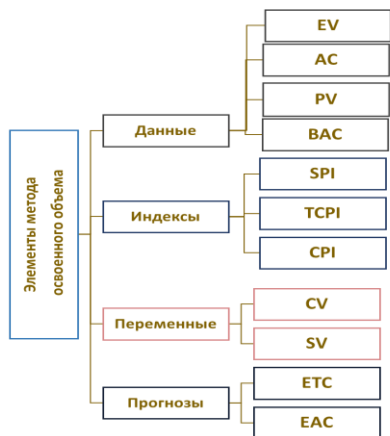 Элементы метода
освоенного объема
Данные
EV
AC
PV
BAC
Индексы
SPI
TCPI
CPI
Переменные
CV
SV
Прогнозы
ETC
EAC